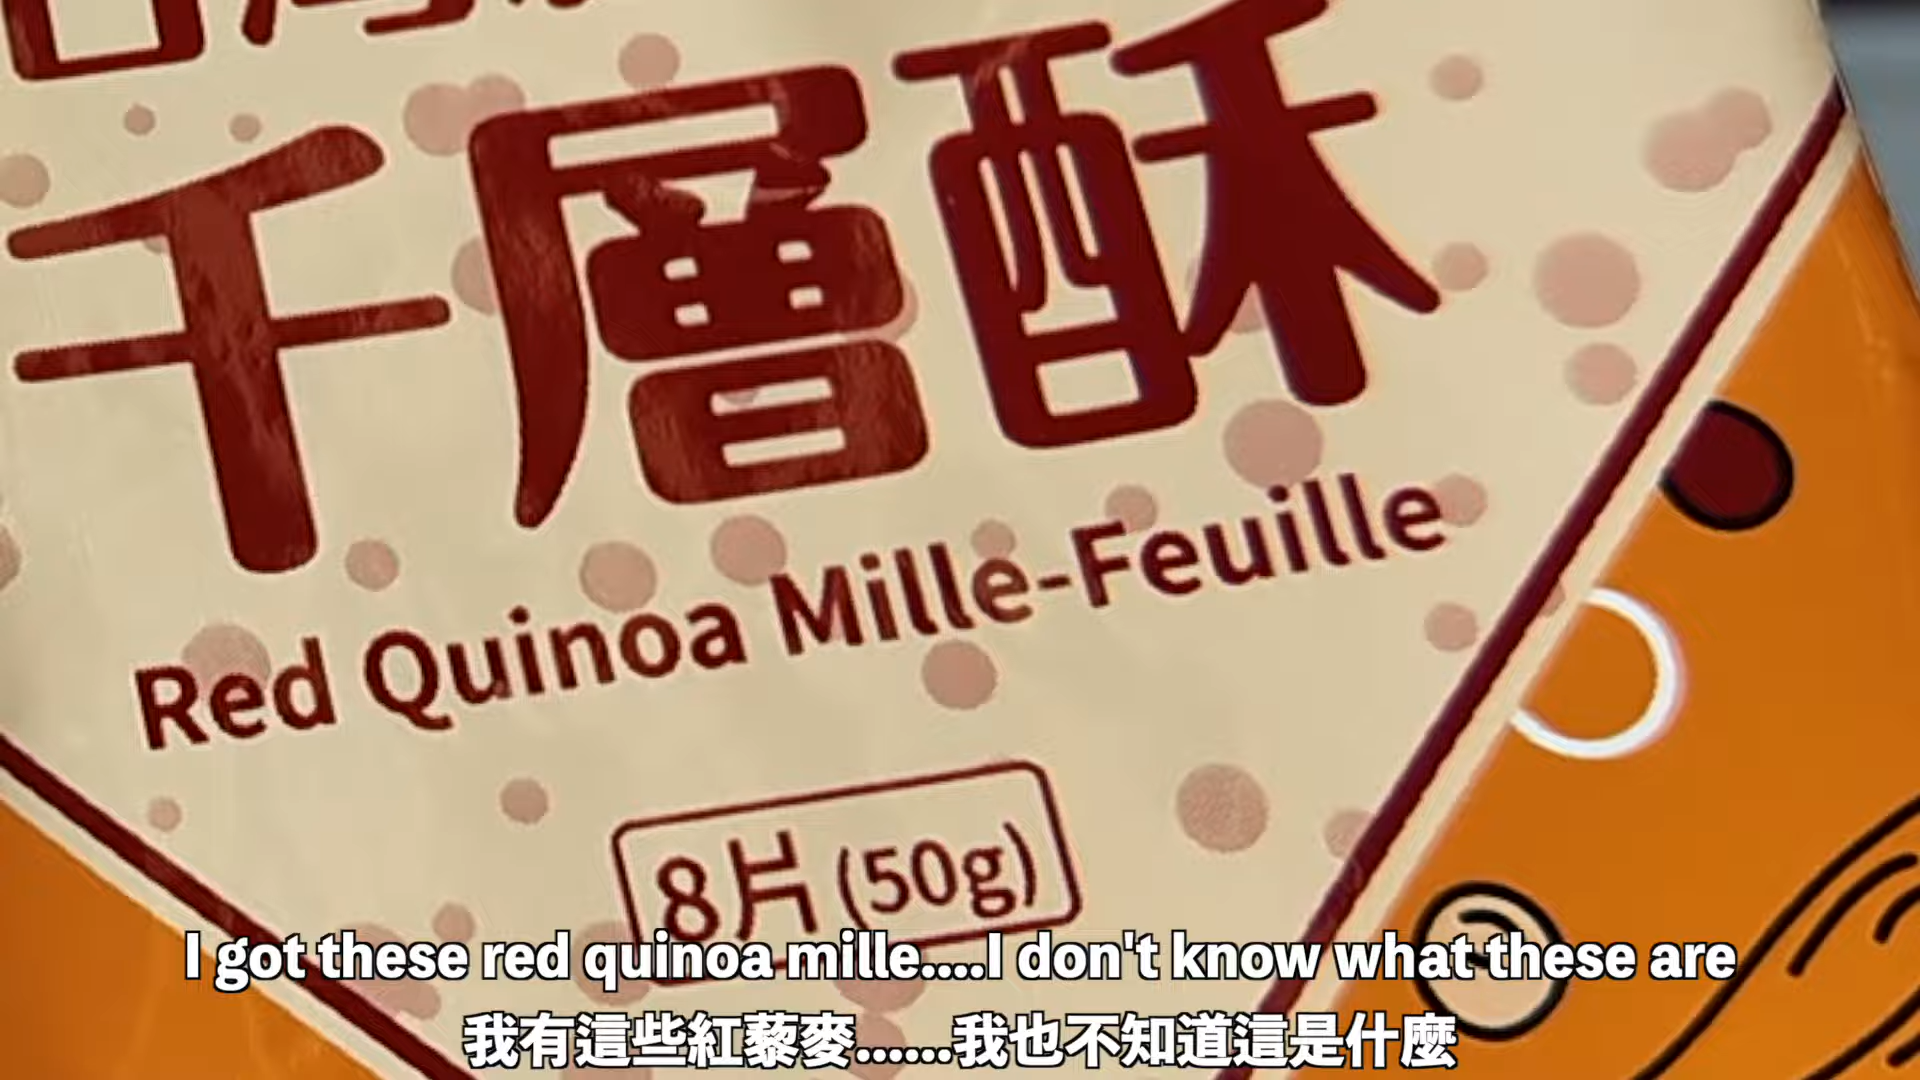 千層酥
Red Quinoa Mille-Feuille
8片 (50g)
I got these red quinoa mille....I don't know what these are
我有這些紅藜麥......我也不知道這是什麼